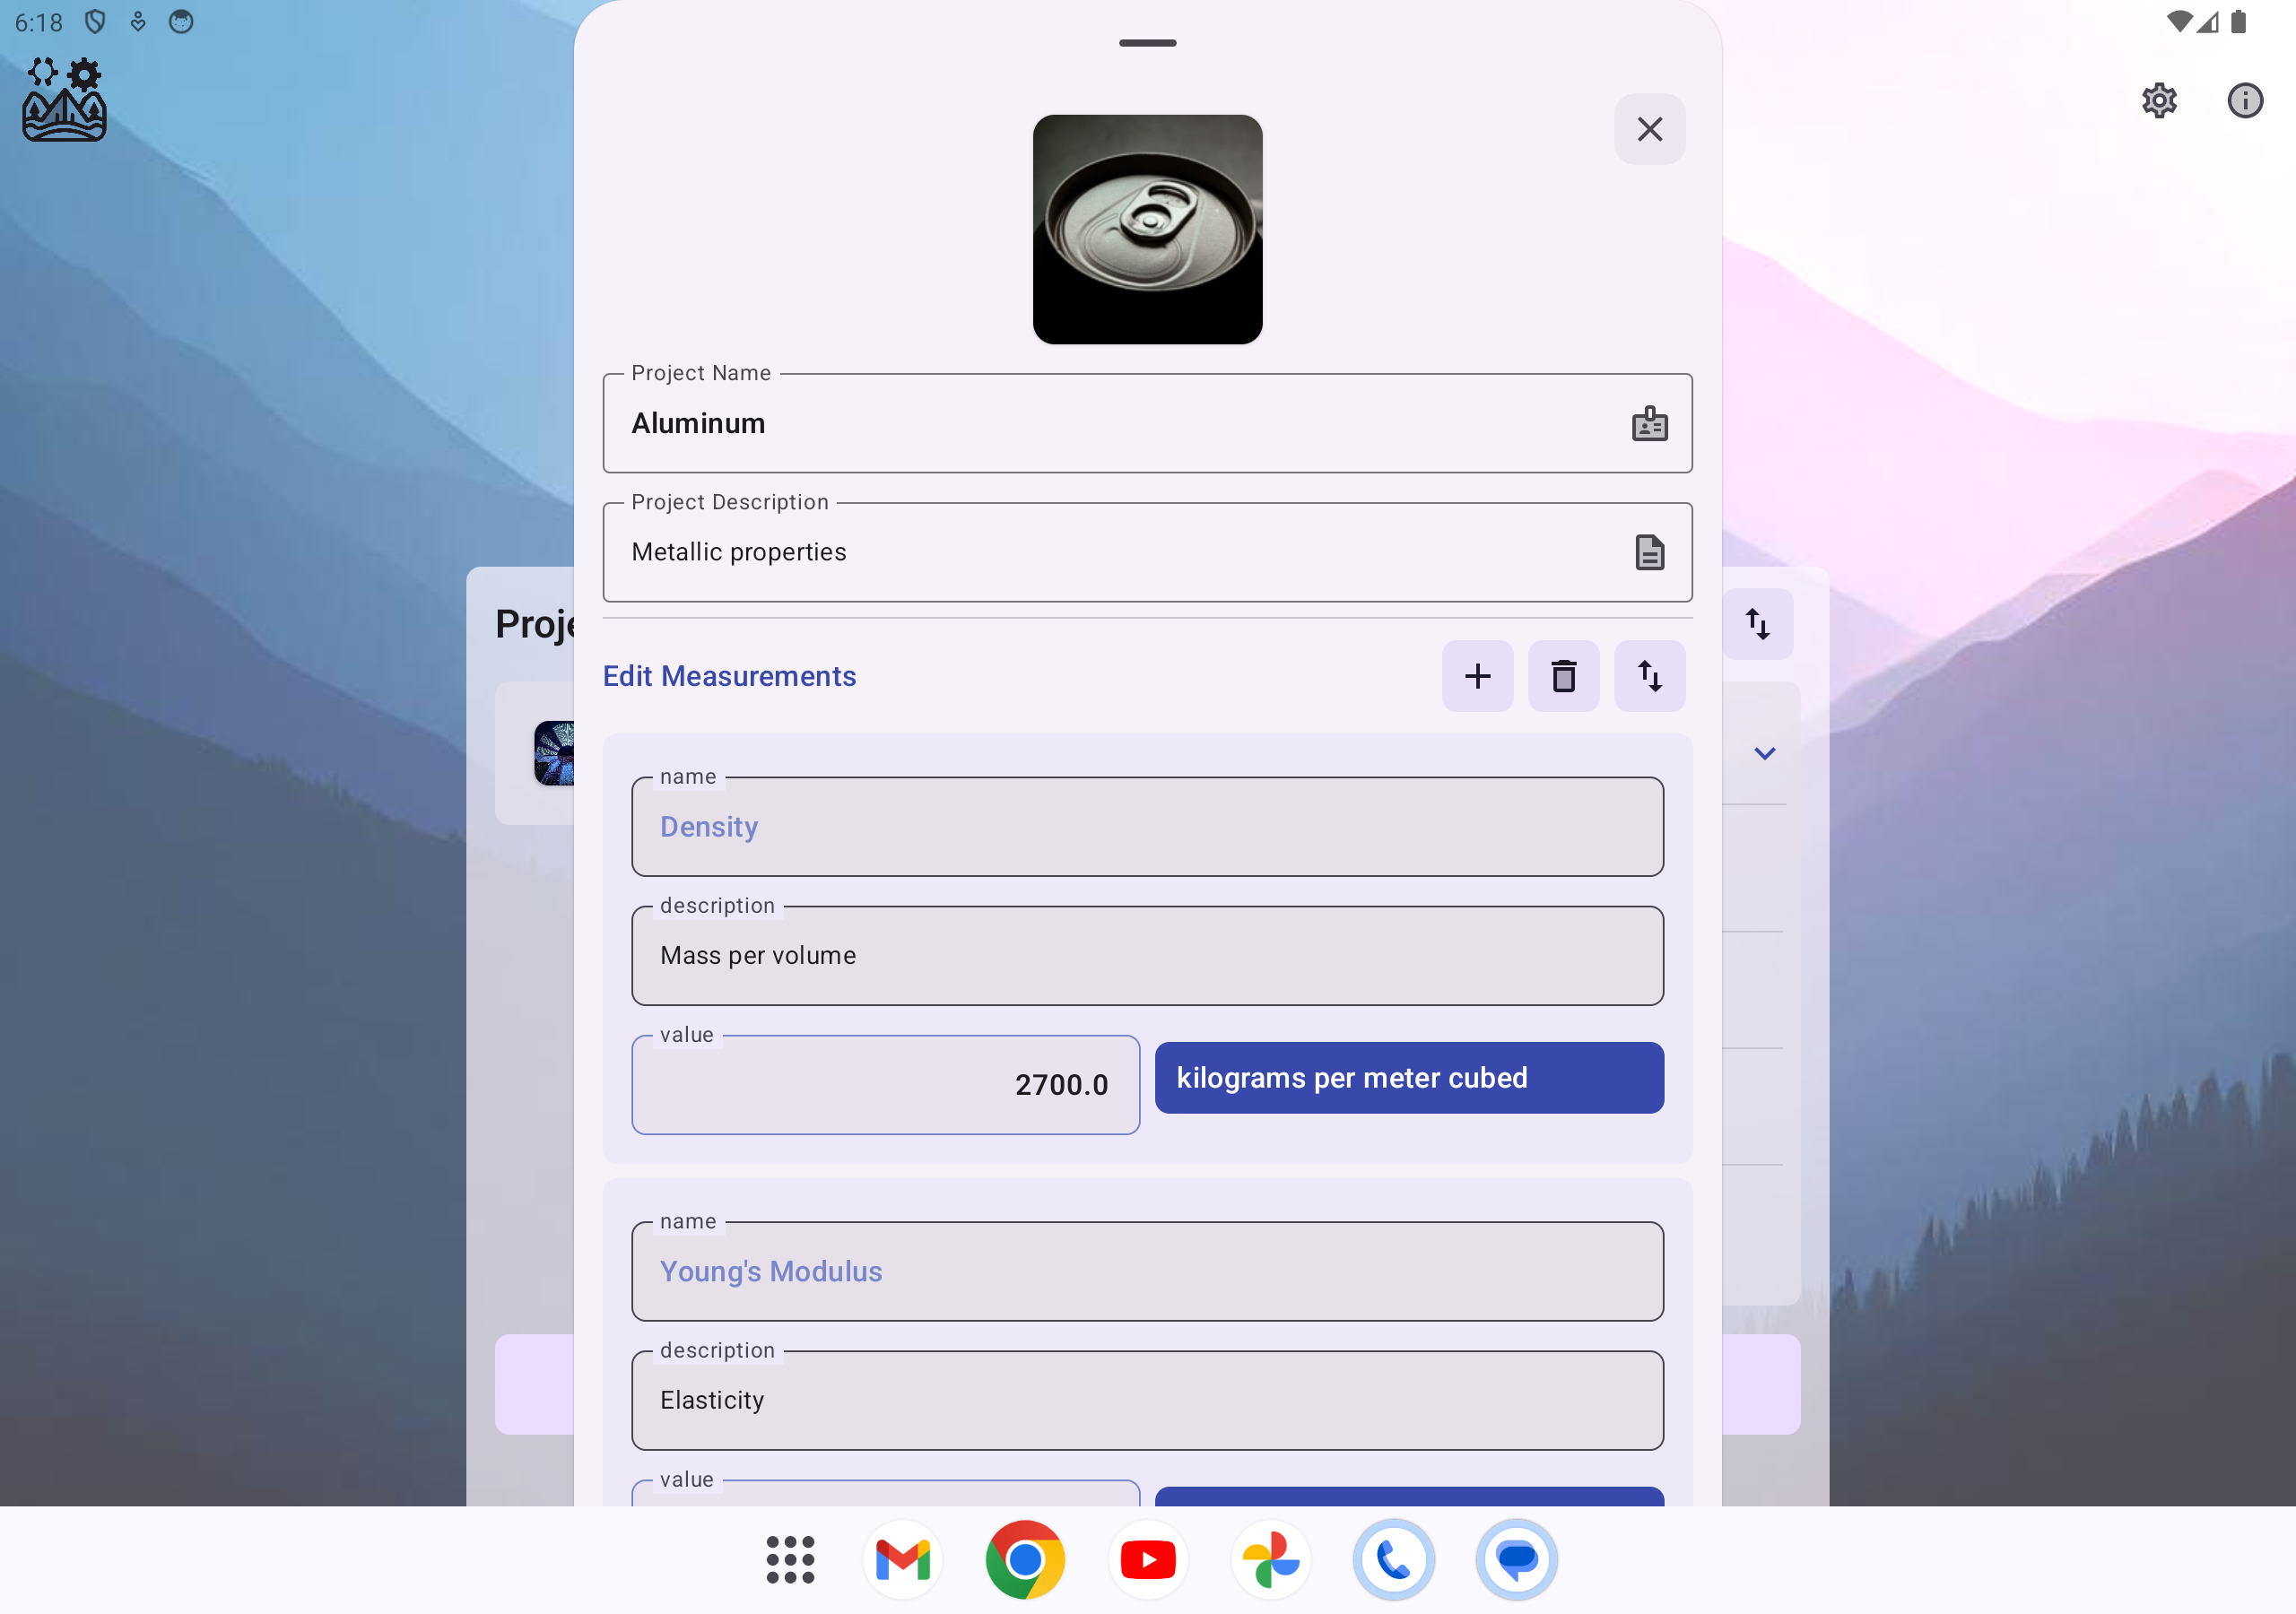 6:18
Project Name
Aluminum
Project Description
Metallic properties
Proje
Edit Measurements
name
Density
description
Mass per volume
value
2700.0
kilograms per meter cubed
name
Young's Modulus
description
Elasticity
value